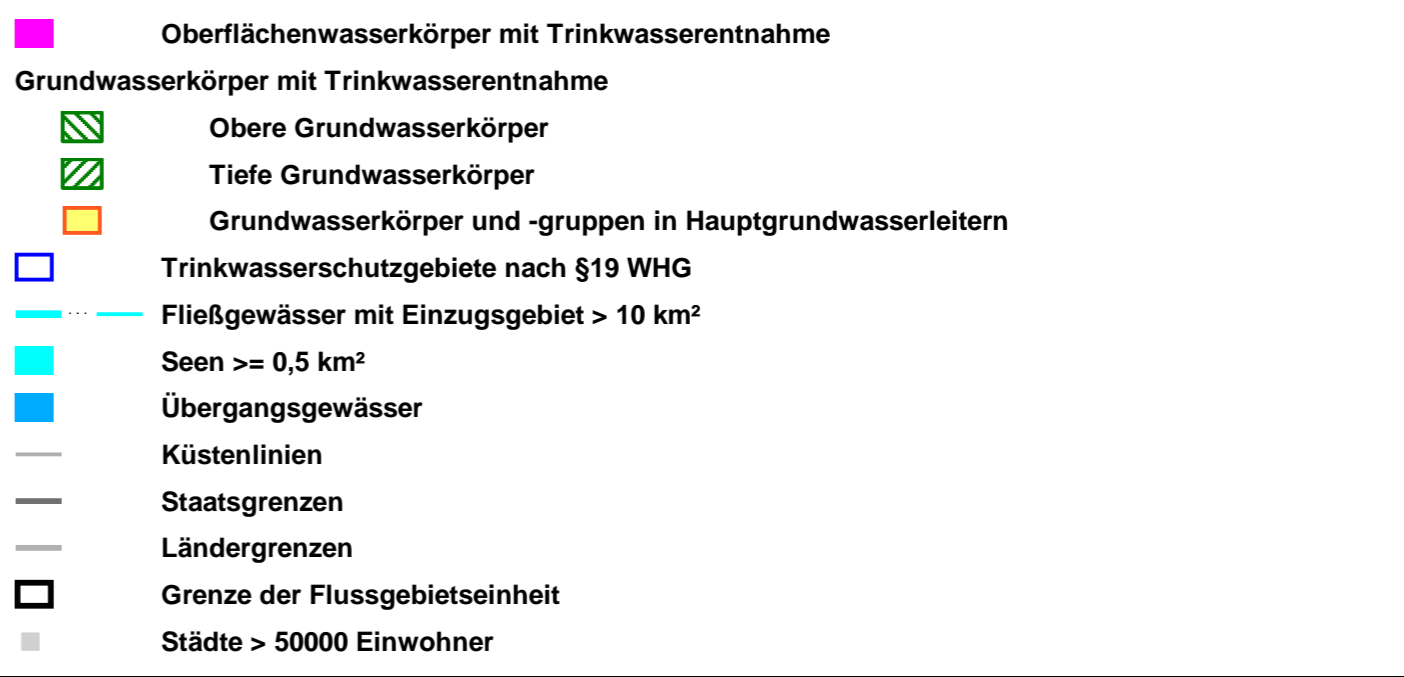 Oberflächenwasserkörper mit Trinkwasserentnahme
Grundwasserkörper mit Trinkwasserentnahme
Obere Grundwasserkörper
Tiefe Grundwasserkörper
Grundwasserkörper und -gruppen in Hauptgrundwasserleitern
Trinkwasserschutzgebiete nach §19 WHG
Fließgewässer mit Einzugsgebiet > 10 km²
Seen >= 0,5 km²
Übergangsgewässer
Küstenlinien
Staatsgrenzen
Ländergrenzen
Grenze der Flussgebietseinheit
Städte > 50000 Einwohner